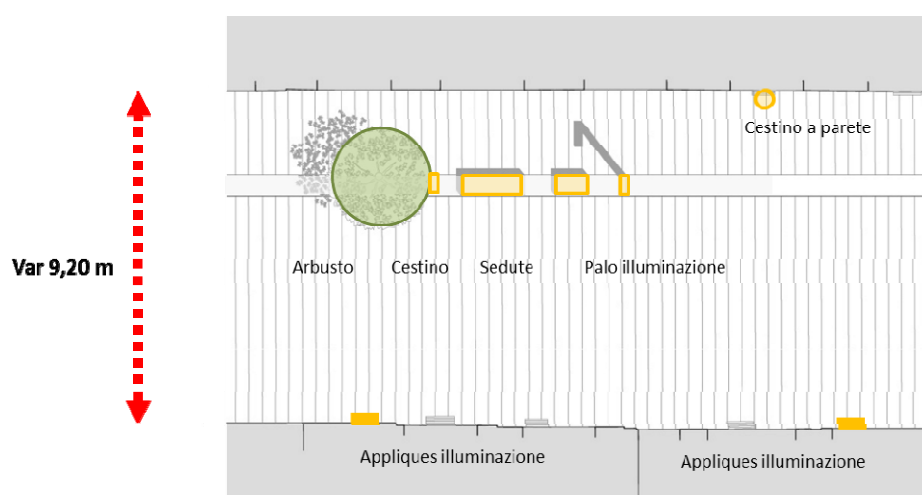 Cestino a parete
Var 9,20 m
Arbusto Cestino Sedute Palo illuminazione
Appliques illuminazione
Appliques illuminazione